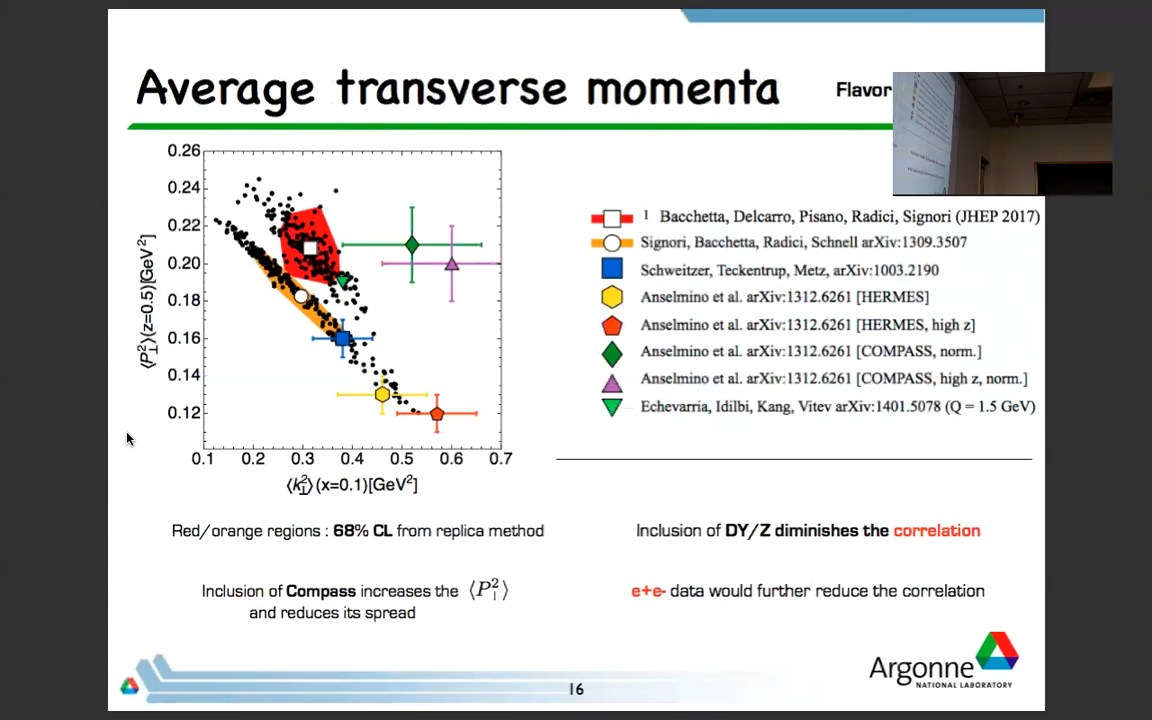 Average transverse momenta
Flavor
0.26
0.24
0.22
0.20
0.18
0.16
0.14
0.12
0.1 0.2 0.3 0.4 0.5 0.6 0.7
⟨P²⊥⟩(z=0.5)[GeV²]
⟨k²⊥⟩(x=0.1)[GeV²]
1 Bacchetta, Delcarro, Pisano, Radici, Signori (JHEP 2017)
Signori, Bacchetta, Radici, Schnell arXiv:1309.3507
Schweitzer, Teckentrup, Metz, arXiv:1003.2190
Anselmino et al. arXiv:1312.6261 [HERMES]
Anselmino et al. arXiv:1312.6261 [HERMES, high z]
Anselmino et al. arXiv:1312.6261 [COMPASS, norm.]
Anselmino et al. arXiv:1312.6261 [COMPASS, high z, norm.]
Echevarria, Idilbi, Kang, Vitev arXiv:1401.5078 (Q = 1.5 GeV)
Red/orange regions : 68% CL from replica method
Inclusion of Compass increases the ⟨P²⊥⟩
and reduces its spread
Inclusion of DY/Z diminishes the correlation
e+e- data would further reduce the correlation
16
Argonne
NATIONAL LABORATORY